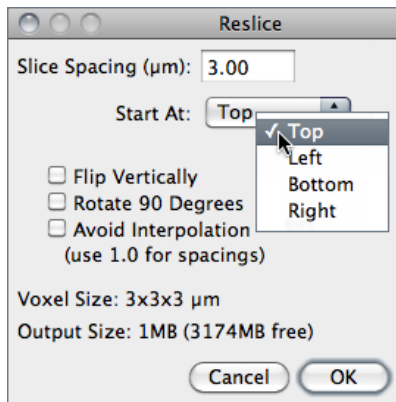 Reslice
Slice Spacing (µm): 3.00
Start At: Top
Top
Left
Bottom
Right
Flip Vertically
Rotate 90 Degrees
Avoid Interpolation
(use 1.0 for spacings)
Voxel Size: 3x3x3 µm
Output Size: 1MB (3174MB free)
Cancel OK